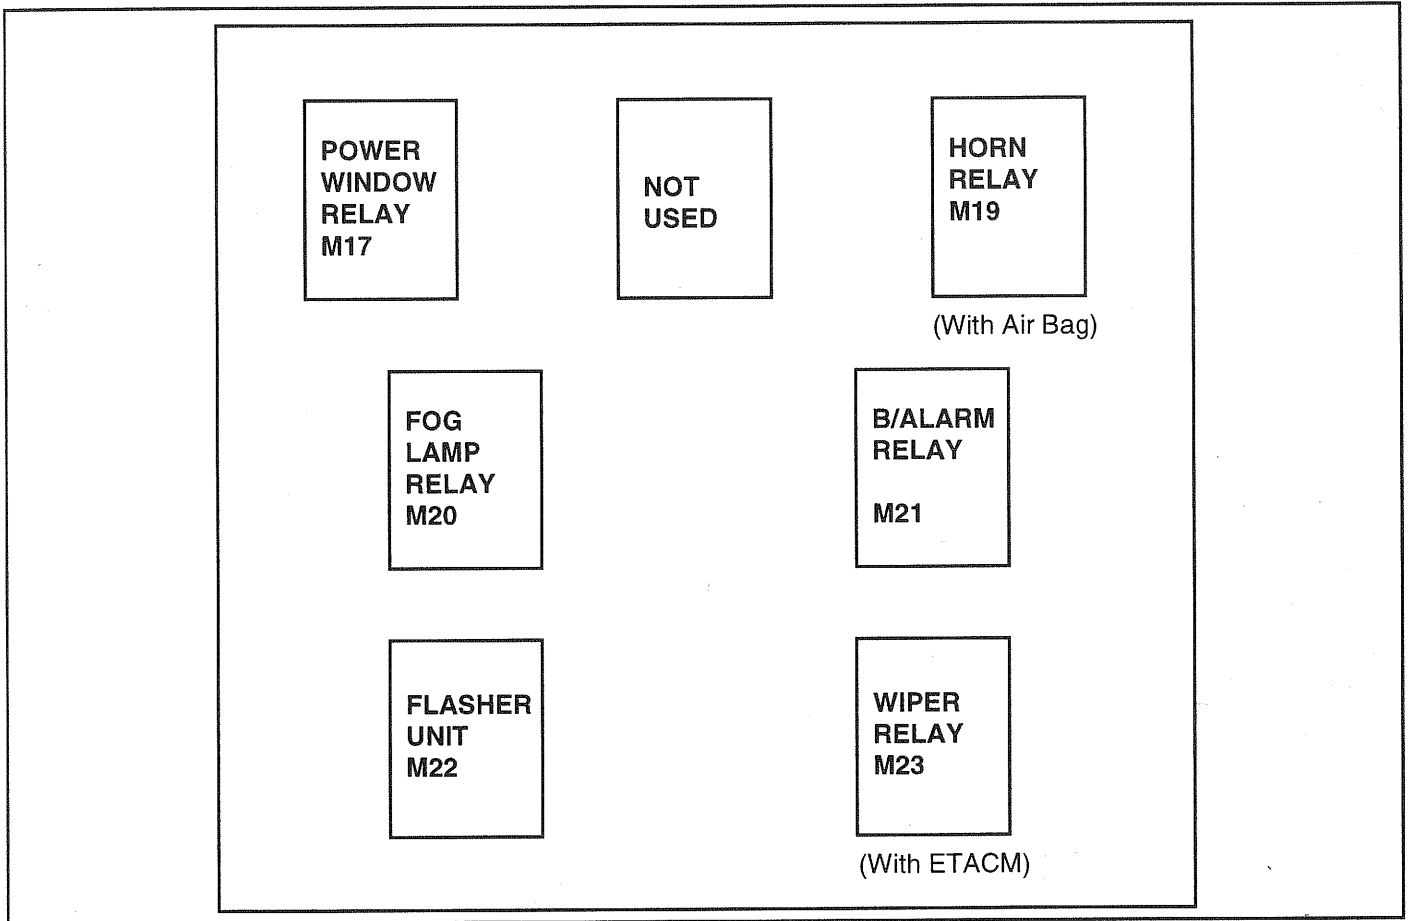 POWER
WINDOW
RELAY
M17
NOT
USED
HORN
RELAY
M19
(With Air Bag)
FOG
LAMP
RELAY
M20
B/ALARM
RELAY
M21
FLASHER
UNIT
M22
WIPER
RELAY
M23
(With ETACM)